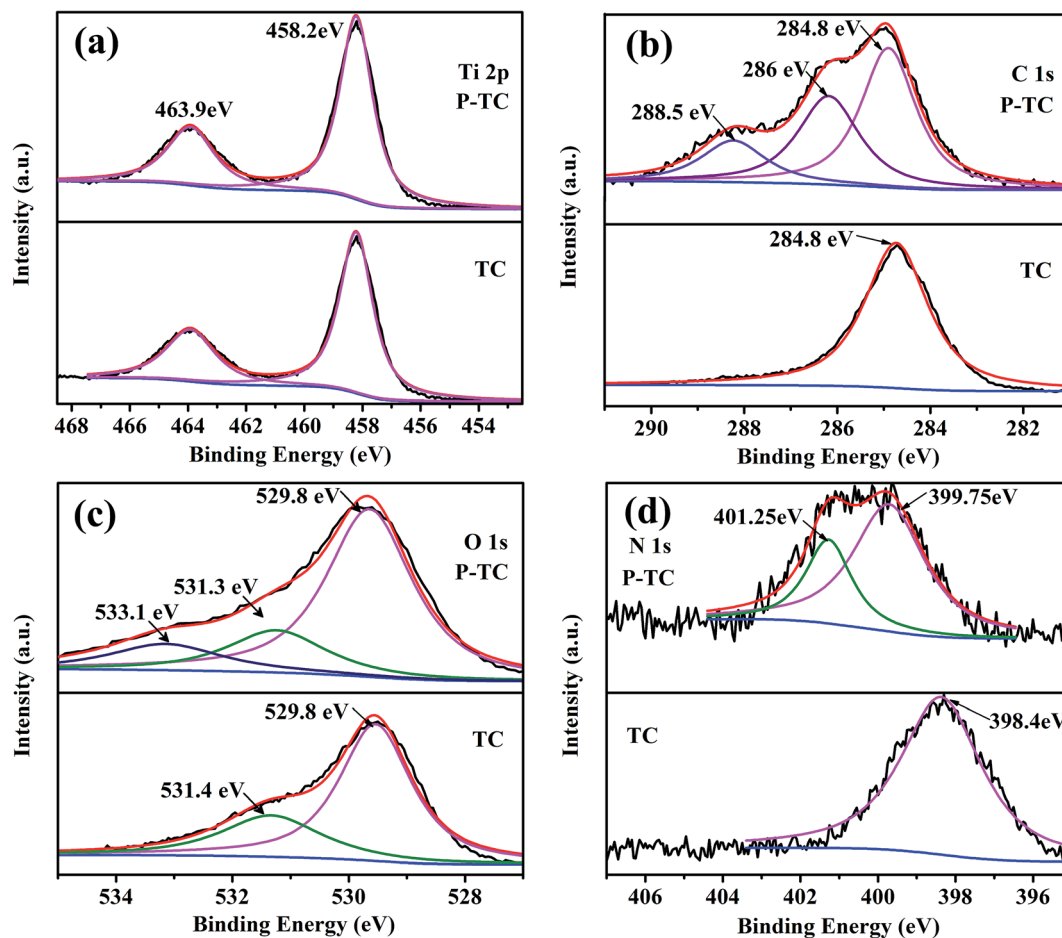 (a)
458.2eV
Ti 2p
P-TC
463.9eV
TC
468 466 464 462 460 458 456 454
Binding Energy (eV)
Intensity (a.u.)
(b)
284.8 eV
C 1s
P-TC
286 eV
288.5 eV
284.8 eV
TC
290 288 286 284 282
Binding Energy (eV)
Intensity (a.u.)
(c)
529.8 eV
O 1s
P-TC
531.3 eV
533.1 eV
529.8 eV
TC
531.4 eV
534 532 530 528
Binding Energy (eV)
Intensity (a.u.)
(d)
399.75eV
401.25eV
N 1s
P-TC
TC
398.4eV
406 404 402 400 398 396
Binding Energy (eV)
Intensity (a.u.)